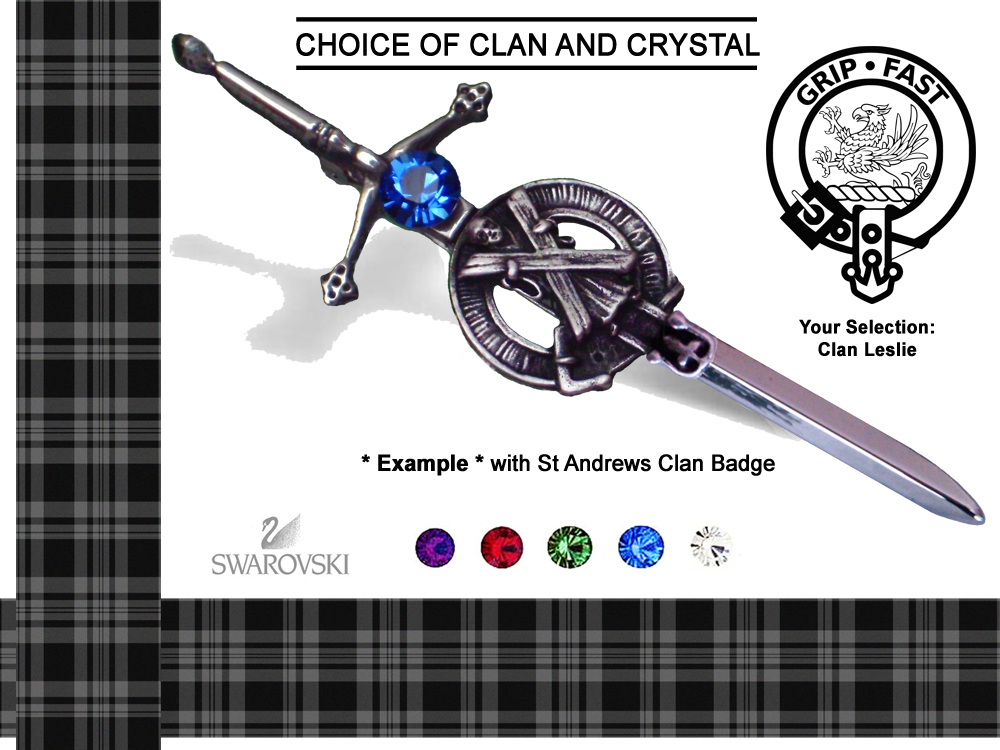 CHOICE OF CLAN AND CRYSTAL
GRIP • FAST
Your Selection:
Clan Leslie
* Example * with St Andrews Clan Badge
SWAROVSKI